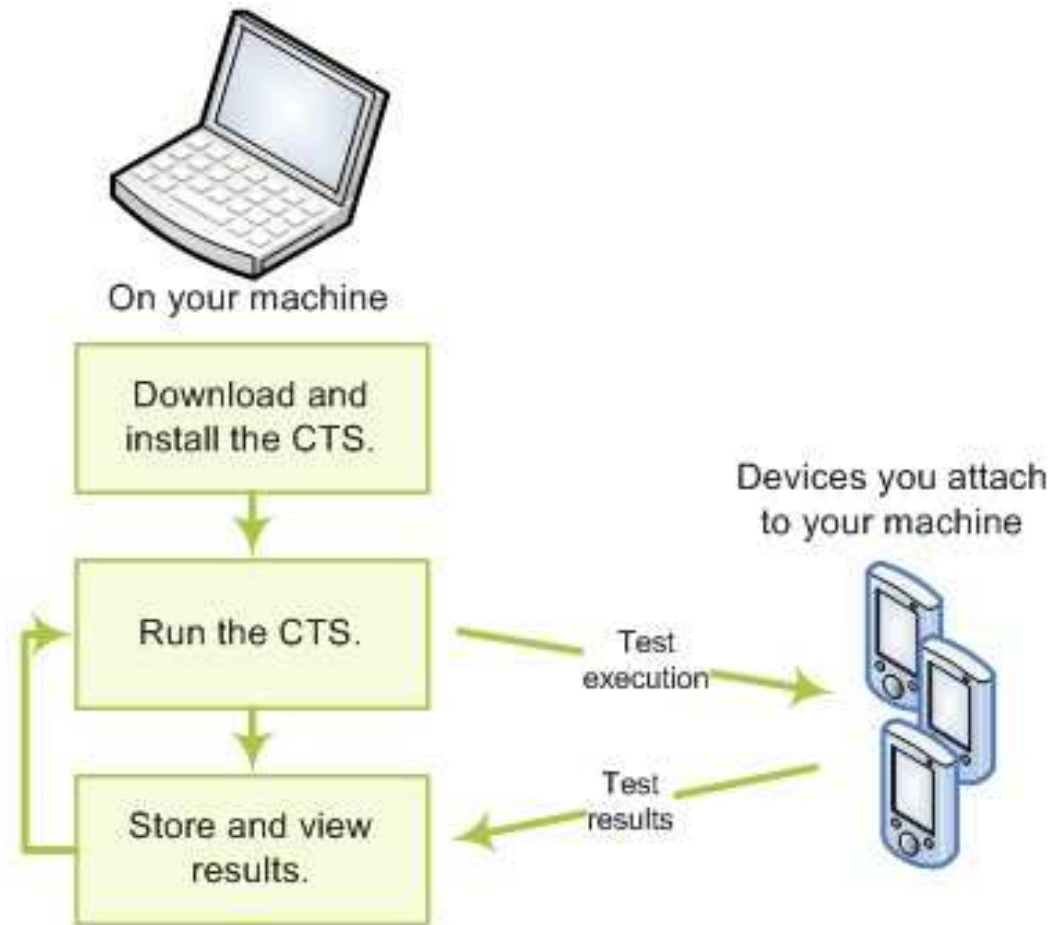 On your machine
Download and
install the CTS.
Devices you attach
to your machine
Run the CTS.
Test
execution
Test
results
Store and view
results.